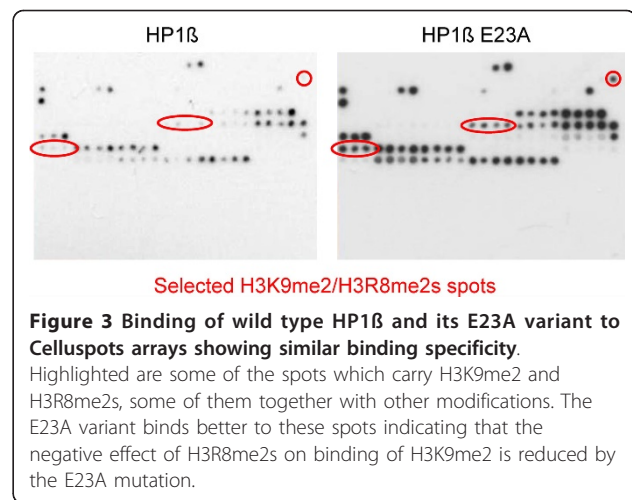 HP1ß
HP1ß E23A
Selected H3K9me2/H3R8me2s spots
Figure 3 Binding of wild type HP1ß and its E23A variant to
Celluspots arrays showing similar binding specificity.
Highlighted are some of the spots which carry H3K9me2 and
H3R8me2s, some of them together with other modifications. The
E23A variant binds better to these spots indicating that the
negative effect of H3R8me2s on binding of H3K9me2 is reduced by
the E23A mutation.